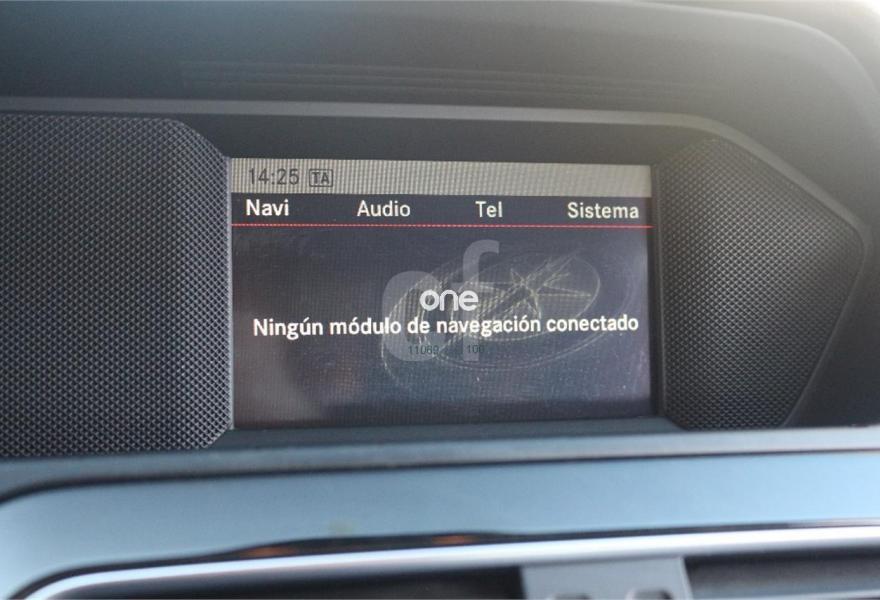 14:25 TA
Navi Audio Tel Sistema
one
Ningún módulo de navegación conectado